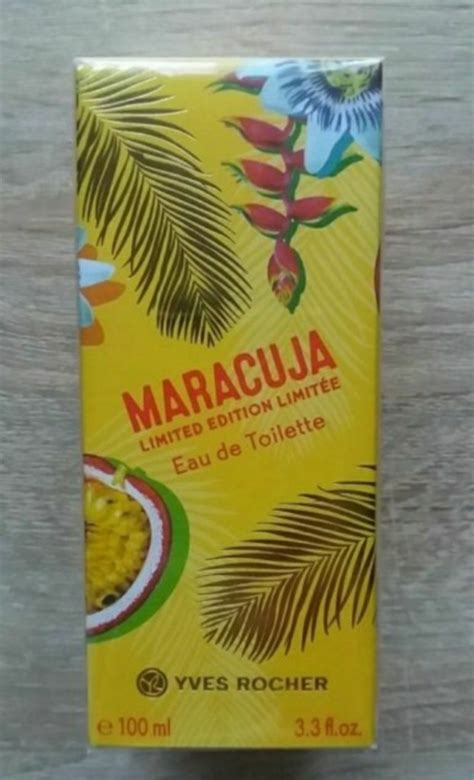 MARACUJA
LIMITED EDITION LIMITÉE
Eau de Toilette
YVES ROCHER
℮ 100 ml
3.3 fl.oz.